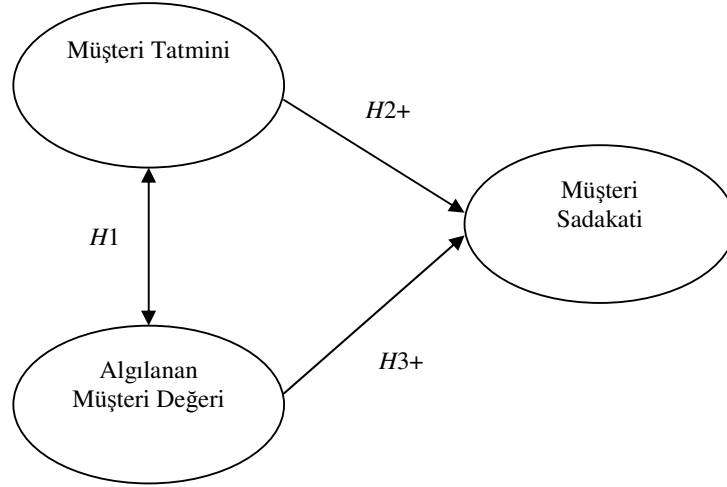 Müşteri Tatmini
H2+
Müşteri
Sadakati
H1
H3+
Algılanan
Müşteri Değeri